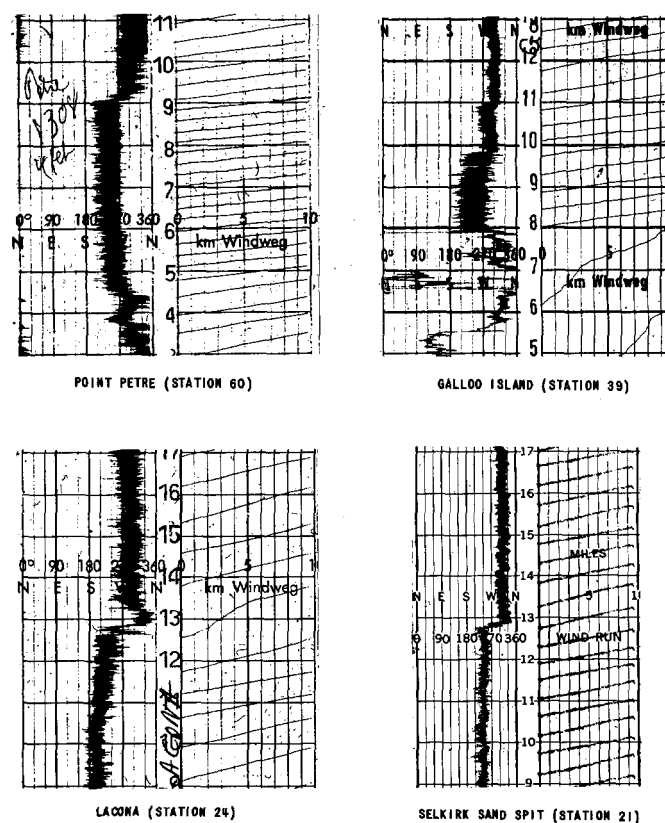 11
10
9
8
7
6
0° 90 180 270 360 0 5 10
N E S N km Windweg
5
4
3
POINT PETRE (STATION 60)
N E S W N km Windweg
12
11
10
9
8
0° 90 180 270 360 0 5
7
N km Windweg
6
5
GALLOO ISLAND (STATION 39)
17
16
15
0° 90 180 360 0 5 10
14
N E S N km Windweg
13
12
LACONA
LACONA (STATION 24)
17
16
15
MILES
14
N E S W N 5
13
90 180 270 360 WIND RUN
12
11
10
9
SELKIRK SAND SPIT (STATION 21)